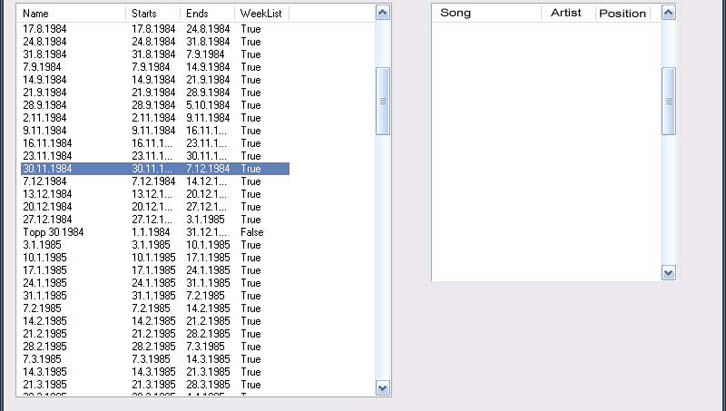 Name Starts Ends WeekList
17.8.1984 17.8.1984 24.8.1984 True
24.8.1984 24.8.1984 31.8.1984 True
31.8.1984 31.8.1984 7.9.1984 True
7.9.1984 7.9.1984 14.9.1984 True
14.9.1984 14.9.1984 21.9.1984 True
21.9.1984 21.9.1984 28.9.1984 True
28.9.1984 28.9.1984 5.10.1984 True
2.11.1984 2.11.1984 9.11.1984 True
9.11.1984 9.11.1984 16.11.1... True
16.11.1984 16.11.1... 23.11.1... True
23.11.1984 23.11.1... 30.11.1... True
30.11.1984 30.11.1... 7.12.1984 True
7.12.1984 7.12.1984 14.12.1... True
13.12.1984 13.12.1... 20.12.1... True
20.12.1984 20.12.1... 27.12.1... True
27.12.1984 27.12.1... 3.1.1985 True
Topp 30 1984 1.1.1984 31.12.1... False
3.1.1985 3.1.1985 10.1.1985 True
10.1.1985 10.1.1985 17.1.1985 True
17.1.1985 17.1.1985 24.1.1985 True
24.1.1985 24.1.1985 31.1.1985 True
31.1.1985 31.1.1985 7.2.1985 True
7.2.1985 7.2.1985 14.2.1985 True
14.2.1985 14.2.1985 21.2.1985 True
21.2.1985 21.2.1985 28.2.1985 True
28.2.1985 28.2.1985 7.3.1985 True
7.3.1985 7.3.1985 14.3.1985 True
14.3.1985 14.3.1985 21.3.1985 True
21.3.1985 21.3.1985 28.3.1985 True
Song Artist Position